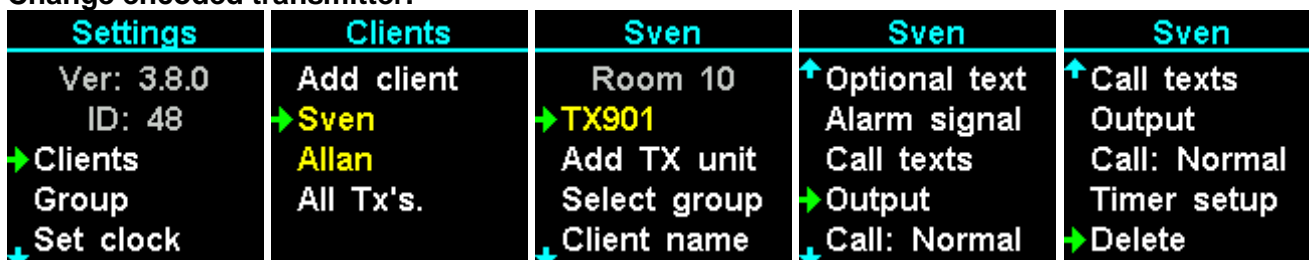 Change encoded transmitter:
Settings
Ver: 3.8.0
ID: 48
Clients
Group
Set clock
Clients
Add client
Sven
Allan
All Tx's.
Sven
Room 10
TX901
Add TX unit
Select group
Client name
Sven
Optional text
Alarm signal
Call texts
Output
Call: Normal
Sven
Call texts
Output
Call: Normal
Timer setup
Delete